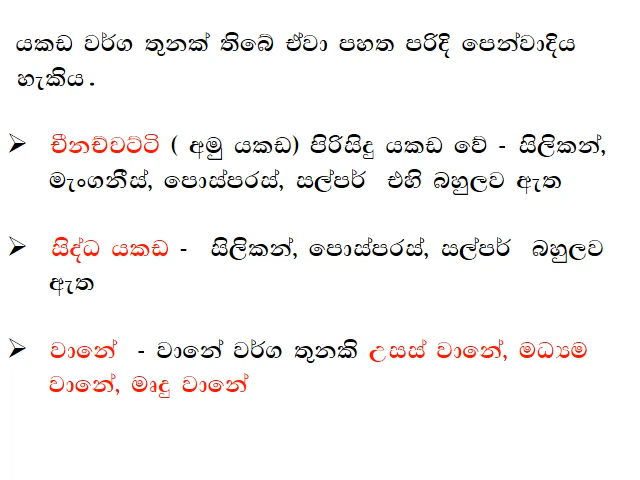 යකඩ වර්ග තුනක් තිබේ ඒවා පහත පරිදි පෙන්වාදිය
හැකිය.
➢ චීනච්චට්ටි ( අමු යකඩ) පිරිසිදු යකඩ වේ - සිලිකන්,
මැංගනීස්, පොස්පරස්, සල්පර් එහි බහුලව ඇත
➢ සිද්ධ යකඩ - සිලිකන්, පොස්පරස්, සල්පර් බහුලව
ඇත
➢ වානේ - වානේ වර්ග තුනකි උසස් වානේ, මධ්‍යම
වානේ, මෘදු වානේ